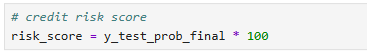 # credit risk score
risk_score = y_test_prob_final * 100